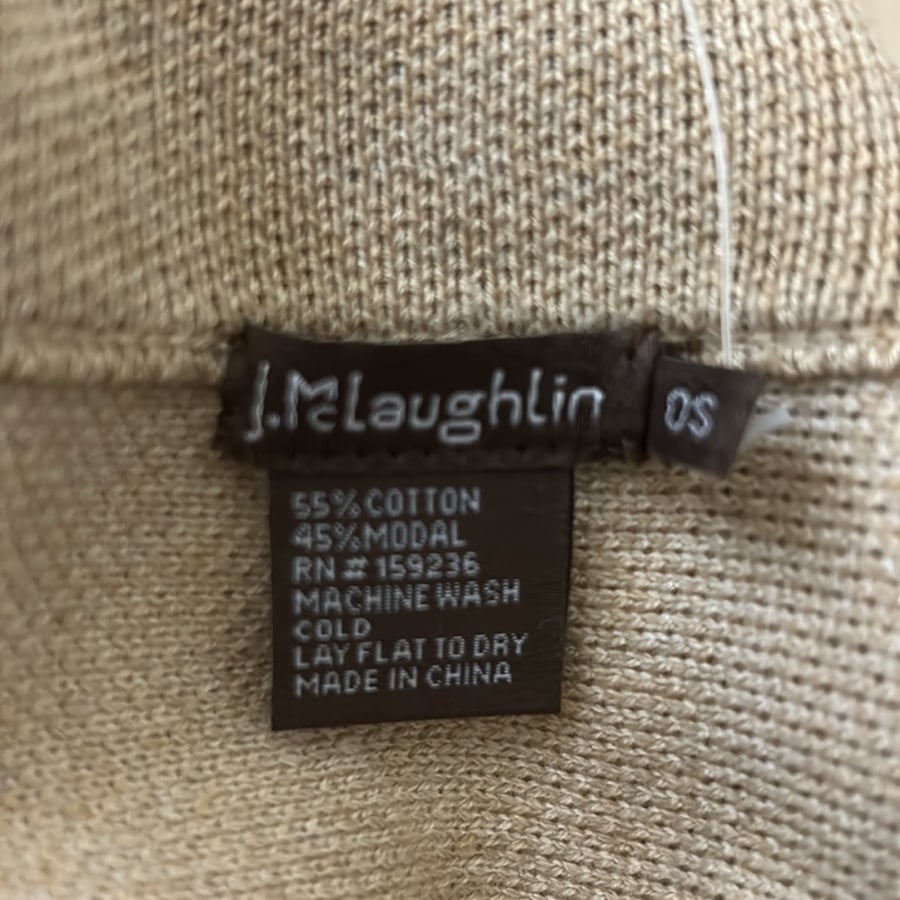 J.McLaughlin
OS
55% COTTON
45% MODAL
RN # 159236
MACHINE WASH
COLD
LAY FLAT TO DRY
MADE IN CHINA